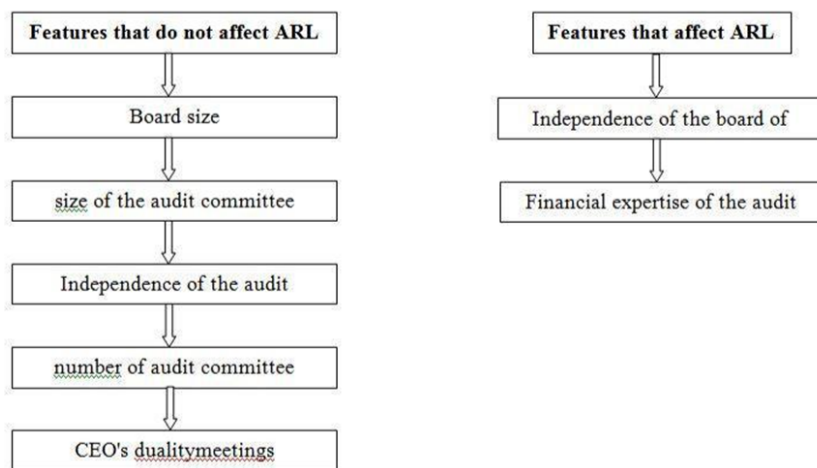 Features that do not affect ARL
Board size
size of the audit committee
Independence of the audit
number of audit committee
CEO's dualitymeetings
Features that affect ARL
Independence of the board of
Financial expertise of the audit